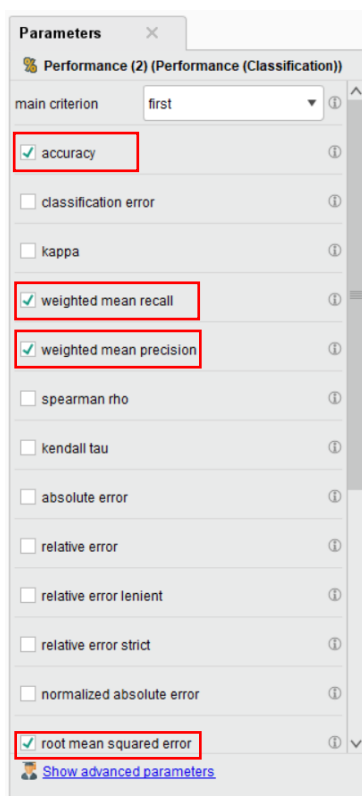 Parameters
Performance (2) (Performance (Classification))
main criterion first
accuracy
classification error
kappa
weighted mean recall
weighted mean precision
spearman rho
kendall tau
absolute error
relative error
relative error lenient
relative error strict
normalized absolute error
root mean squared error
Show advanced parameters